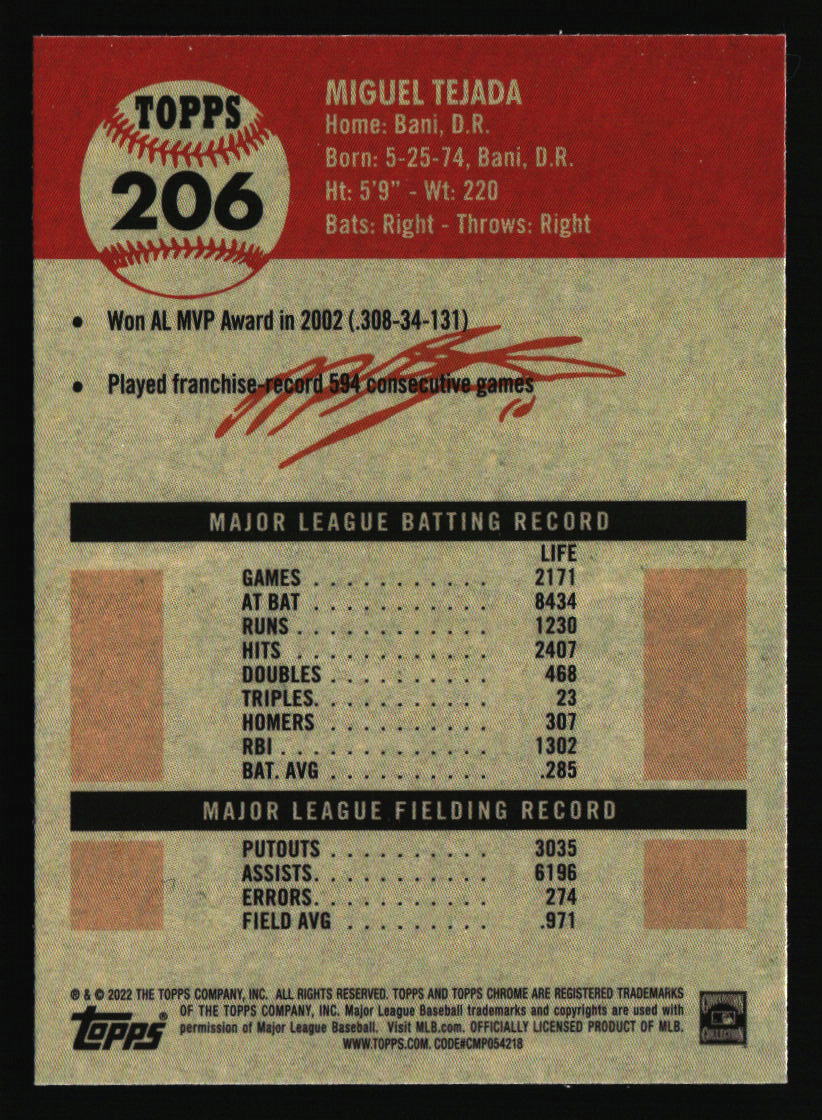 TOPPS
206
MIGUEL TEJADA
Home: Bani, D.R.
Born: 5-25-74, Bani, D.R.
Ht: 5'9" - Wt: 220
Bats: Right - Throws: Right
• Won AL MVP Award in 2002 (.308-34-131)
• Played franchise-record 594 consecutive games
MAJOR LEAGUE BATTING RECORD
LIFE
GAMES . . . . . . . . . . . 2171
AT BAT . . . . . . . . . . . 8434
RUNS . . . . . . . . . . . . 1230
HITS . . . . . . . . . . . . 2407
DOUBLES . . . . . . . . . . 468
TRIPLES. . . . . . . . . . . 23
HOMERS . . . . . . . . . . . 307
RBI . . . . . . . . . . . . . 1302
BAT. AVG . . . . . . . . . . .285
MAJOR LEAGUE FIELDING RECORD
PUTOUTS . . . . . . . . . . 3035
ASSISTS. . . . . . . . . . . 6196
ERRORS. . . . . . . . . . . 274
FIELD AVG . . . . . . . . . .971
® & © 2022 THE TOPPS COMPANY, INC. ALL RIGHTS RESERVED. TOPPS AND TOPPS CHROME ARE REGISTERED TRADEMARKS
OF THE TOPPS COMPANY, INC. Major League Baseball trademarks and copyrights are used with
permission of Major League Baseball. Visit MLB.com. OFFICIALLY LICENSED PRODUCT OF MLB.
WWW.TOPPS.COM. CODE#CMP054218
Topps®
COOPERSTOWN
COLLECTION